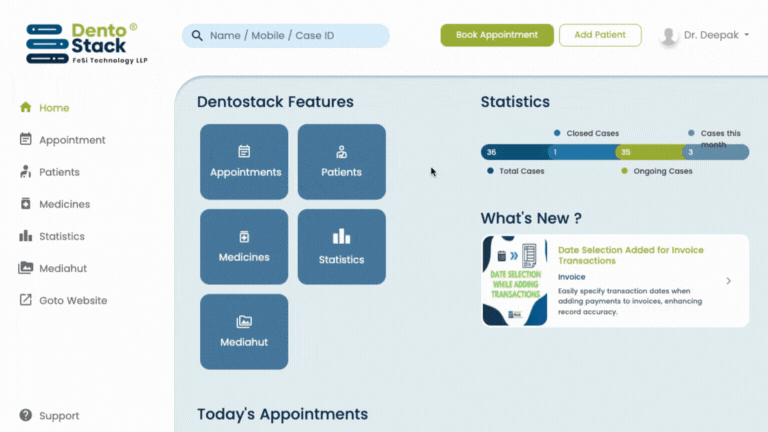 Dento ®
Stack
FeSi Technology LLP
Name / Mobile / Case ID
Book Appointment
Add Patient
Dr. Deepak
Home
Appointment
Patients
Medicines
Statistics
Mediahut
Goto Website
Support
Dentostack Features
Appointments
Patients
Medicines
Statistics
Mediahut
Today's Appointments
Statistics
Closed Cases
Cases this
month
36
1
35
3
Total Cases
Ongoing Cases
What's New ?
DATE SELECTION
WHILE ADDING
TRANSACTIONS
Date Selection Added for Invoice
Transactions
Invoice
Easily specify transaction dates when
adding payments to invoices, enhancing
record accuracy.